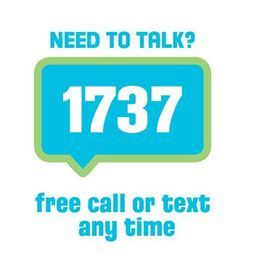 NEED TO TALK?
1737
free call or text
any time